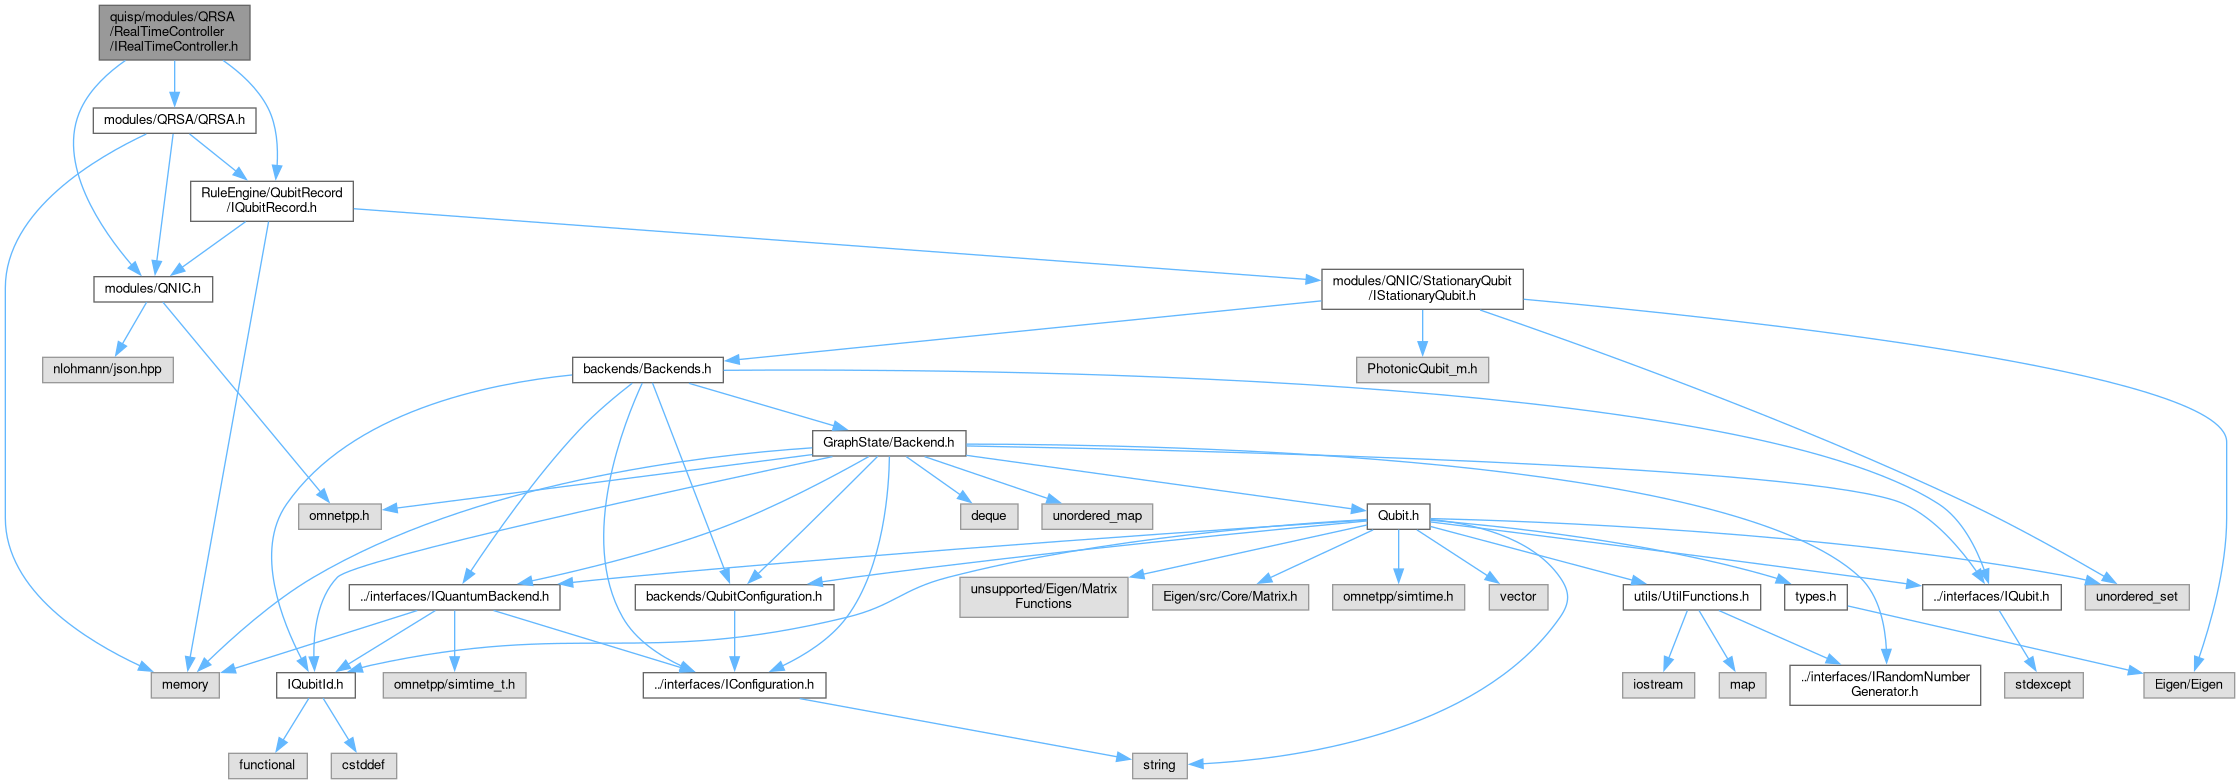 quisp/modules/QRSA
/RealTimeController
/IRealTimeController.h
modules/QRSA/QRSA.h
RuleEngine/QubitRecord
/IQubitRecord.h
modules/QNIC.h
modules/QNIC/StationaryQubit
/IStationaryQubit.h
nlohmann/json.hpp
backends/Backends.h
PhotonicQubit_m.h
GraphState/Backend.h
omnetpp.h
deque
unordered_map
Qubit.h
../interfaces/IQuantumBackend.h
backends/QubitConfiguration.h
unsupported/Eigen/Matrix
Functions
Eigen/src/Core/Matrix.h
omnetpp/simtime.h
vector
utils/UtilFunctions.h
types.h
../interfaces/IQubit.h
unordered_set
memory
IQubitId.h
omnetpp/simtime_t.h
../interfaces/IConfiguration.h
iostream
map
../interfaces/IRandomNumber
Generator.h
stdexcept
Eigen/Eigen
functional
cstddef
string